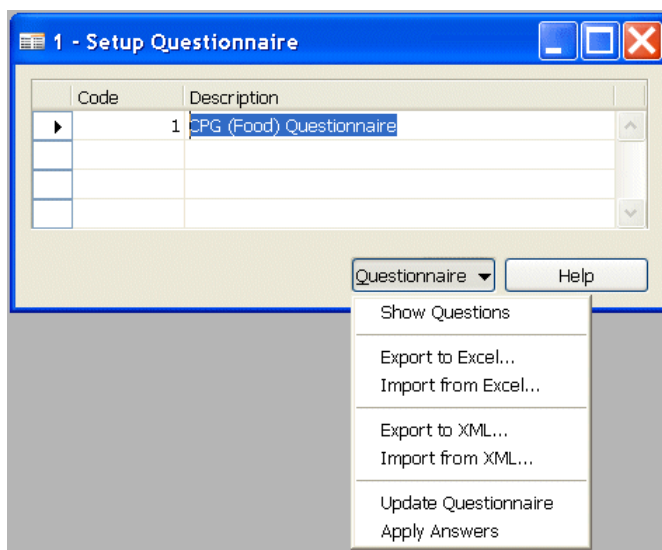 1 - Setup Questionnaire
Code Description
1 CPG (Food) Questionnaire
Questionnaire Help
Show Questions
Export to Excel...
Import from Excel...
Export to XML...
Import from XML...
Update Questionnaire
Apply Answers